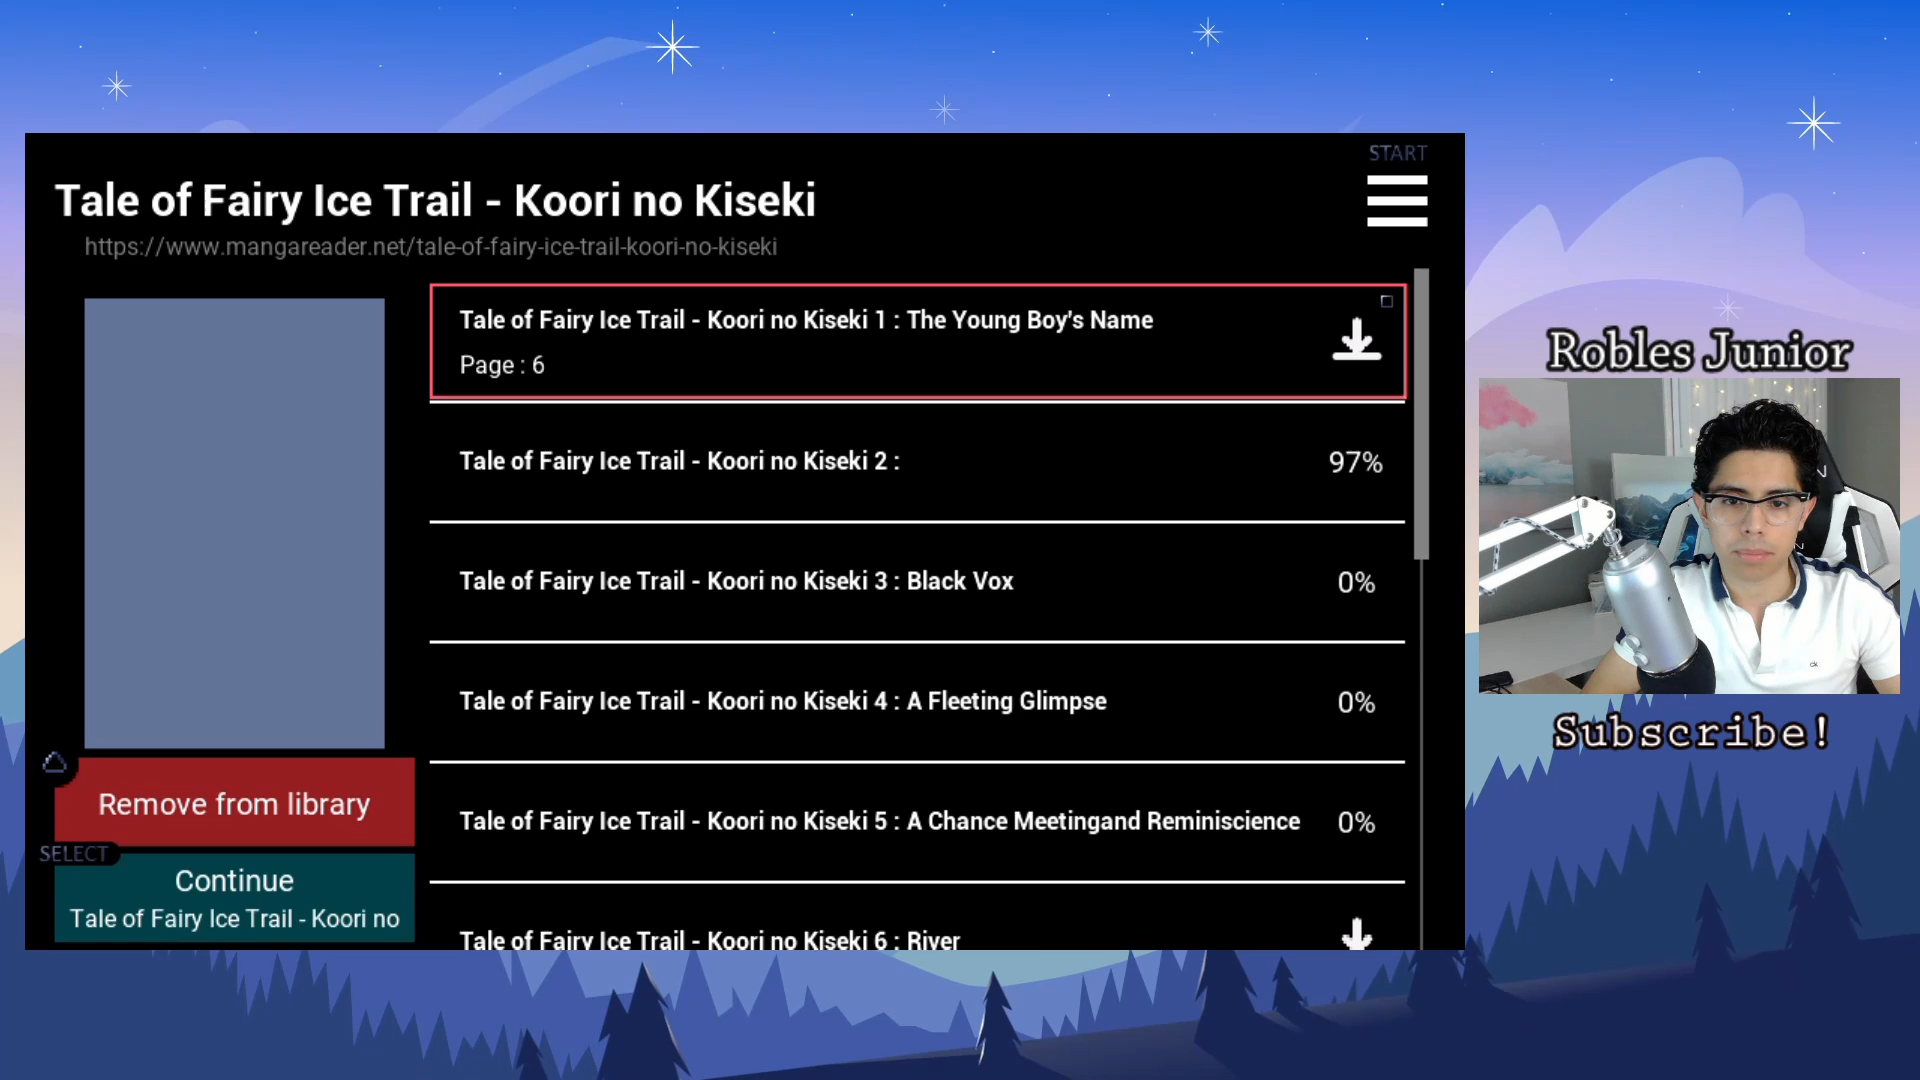 START
Tale of Fairy Ice Trail - Koori no Kiseki
https://www.mangareader.net/tale-of-fairy-ice-trail-koori-no-kiseki
Tale of Fairy Ice Trail - Koori no Kiseki 1 : The Young Boy's Name
Page : 6
Tale of Fairy Ice Trail - Koori no Kiseki 2 :
97%
Tale of Fairy Ice Trail - Koori no Kiseki 3 : Black Vox
0%
Tale of Fairy Ice Trail - Koori no Kiseki 4 : A Fleeting Glimpse
0%
Tale of Fairy Ice Trail - Koori no Kiseki 5 : A Chance Meetingand Reminiscience
0%
Tale of Fairy Ice Trail - Koori no Kiseki 6 : River
Remove from library
SELECT
Continue
Tale of Fairy Ice Trail - Koori no
Robles Junior
Subscribe!